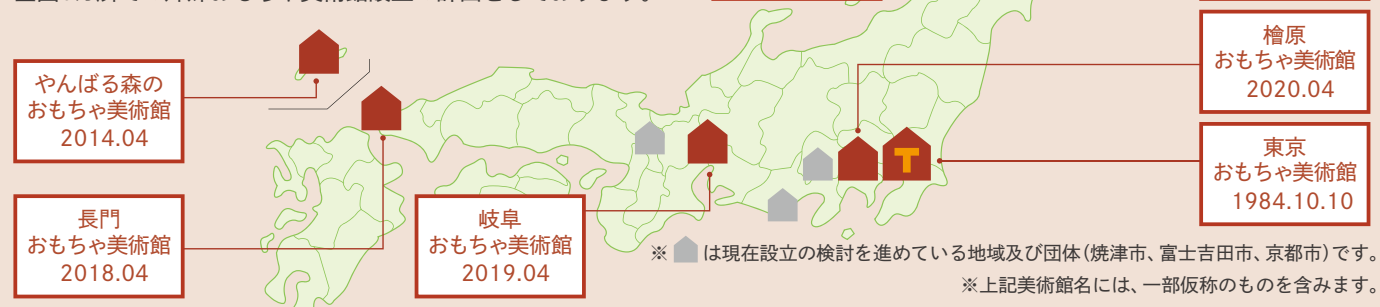 やんばる森の
おもちゃ美術館
2014.04
檜原
おもちゃ美術館
2020.04
T
東京
おもちゃ美術館
1984.10.10
長門
おもちゃ美術館
2018.04
岐阜
おもちゃ美術館
2019.04
※ は現在設立の検討を進めている地域及び団体(焼津市、富士吉田市、京都市)です。
※上記美術館名には、一部仮称のものを含みます。